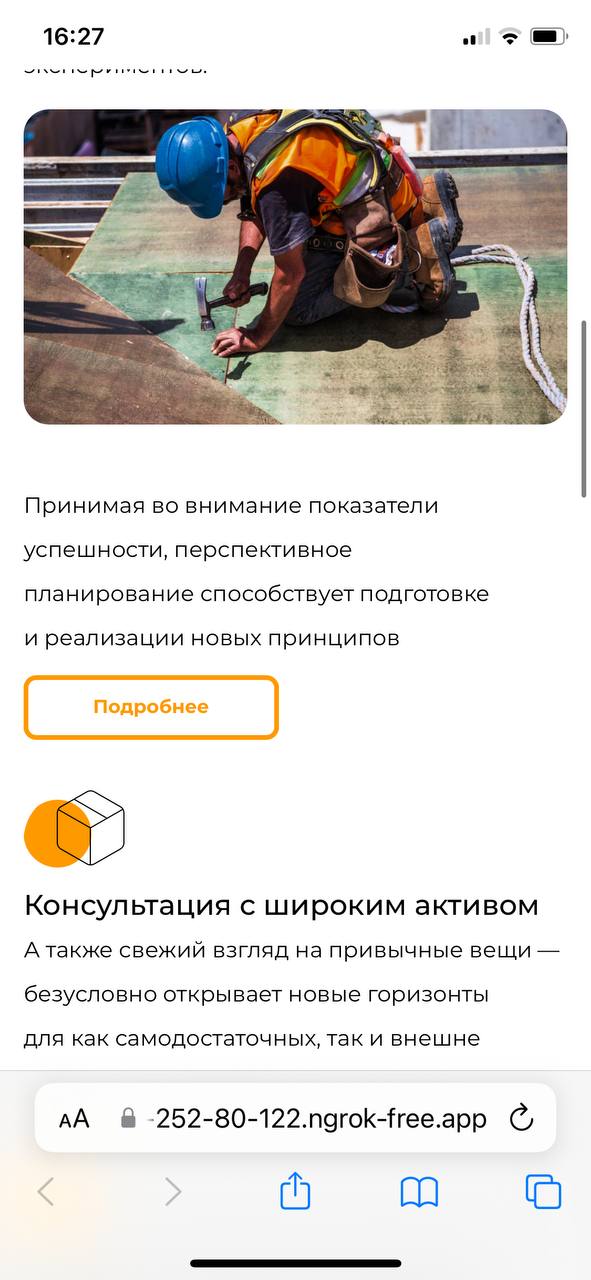 16:27
экспериментов.
Принимая во внимание показатели
успешности, перспективное
планирование способствует подготовке
и реализации новых принципов
Подробнее
Консультация с широким активом
А также свежий взгляд на привычные вещи —
безусловно открывает новые горизонты
для как самодостаточных, так и внешне
AA
-252-80-122.ngrok-free.app